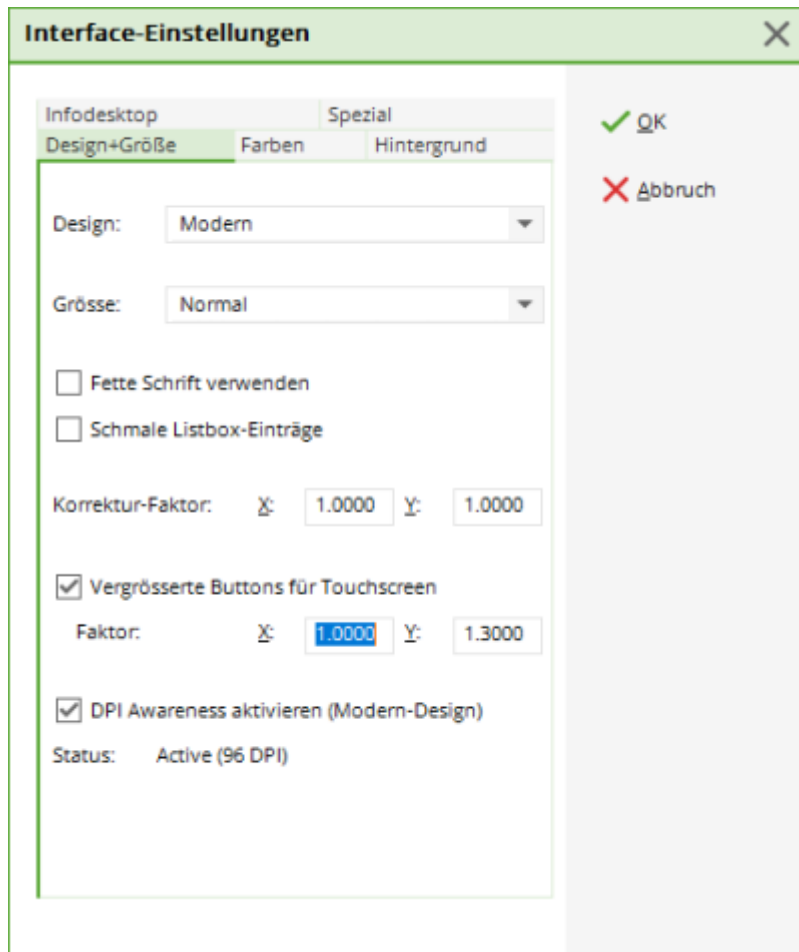 Interface-Einstellungen
Infodesktop Spezial
Design+Größe Farben Hintergrund
OK
Abbruch
Design: Modern
Grösse: Normal
Fette Schrift verwenden
Schmale Listbox-Einträge
Korrektur-Faktor: X: 1.0000 Y: 1.0000
Vergrösserte Buttons für Touchscreen
Faktor: X: 1.0000 Y: 1.3000
DPI Awareness aktivieren (Modern-Design)
Status: Active (96 DPI)